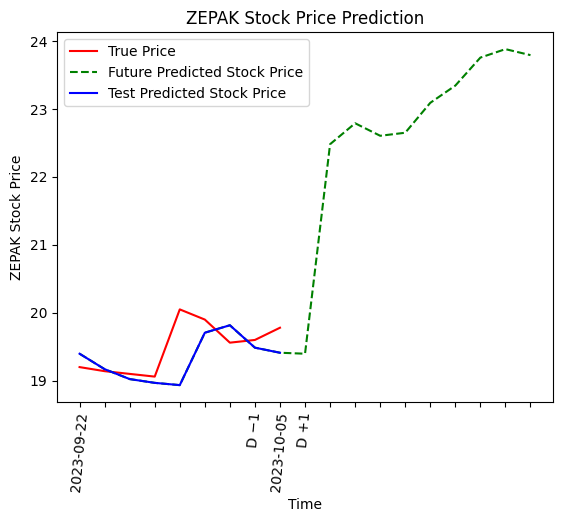 ZEPAK Stock Price Prediction
True Price
Future Predicted Stock Price
Test Predicted Stock Price
ZEPAK Stock Price
24
23
22
21
20
19
2023-09-22
D −1
2023-10-05
D +1
Time